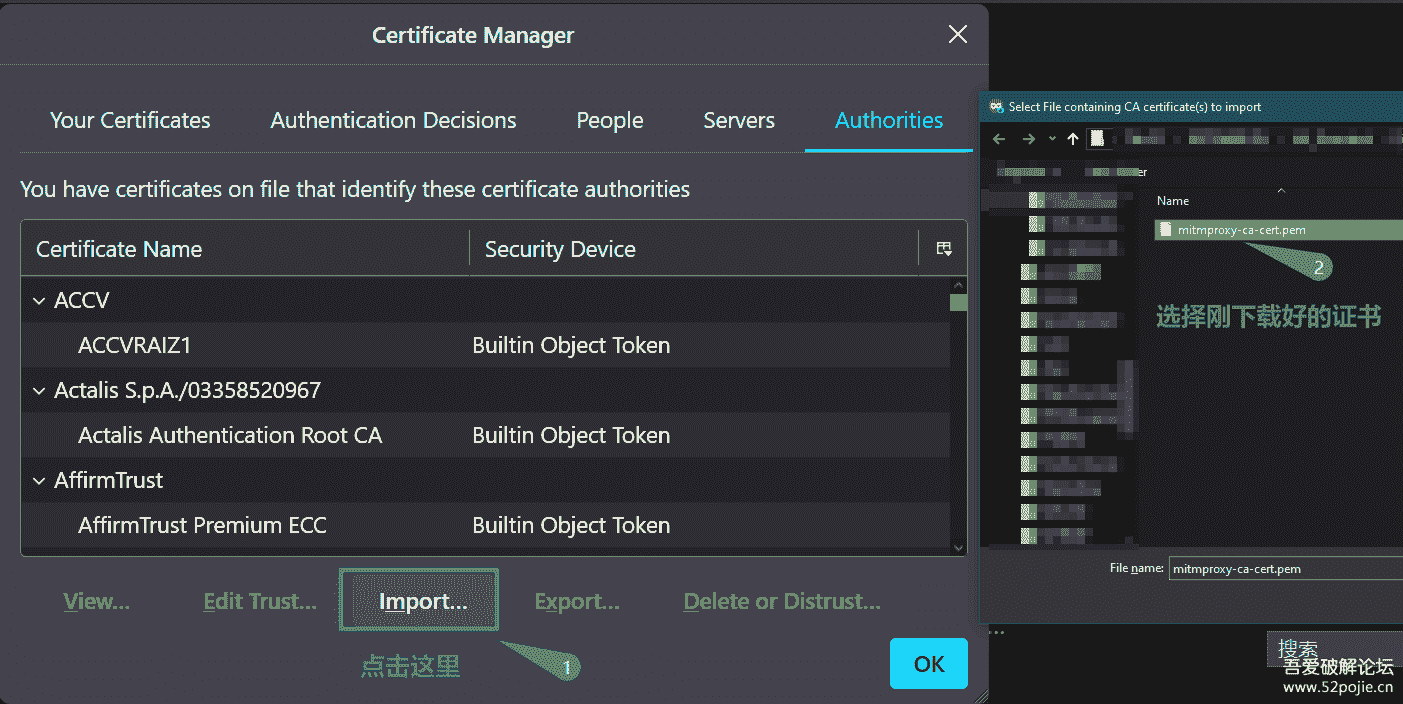 Certificate Manager
Your Certificates
Authentication Decisions
People
Servers
Authorities
You have certificates on file that identify these certificate authorities
Certificate Name
Security Device
ACCV
ACCVRAIZ1
Builtin Object Token
Actalis S.p.A./03358520967
Actalis Authentication Root CA
Builtin Object Token
AffirmTrust
AffirmTrust Premium ECC
Builtin Object Token
View...
Edit Trust...
Import...
Export...
Delete or Distrust...
点击这里
1
OK
Select File containing CA certificate(s) to import
Name
mitmproxy-ca-cert.pem
2
选择刚下载好的证书
File name:
mitmproxy-ca-cert.pem
搜索
吾爱破解论坛
www.52pojie.cn